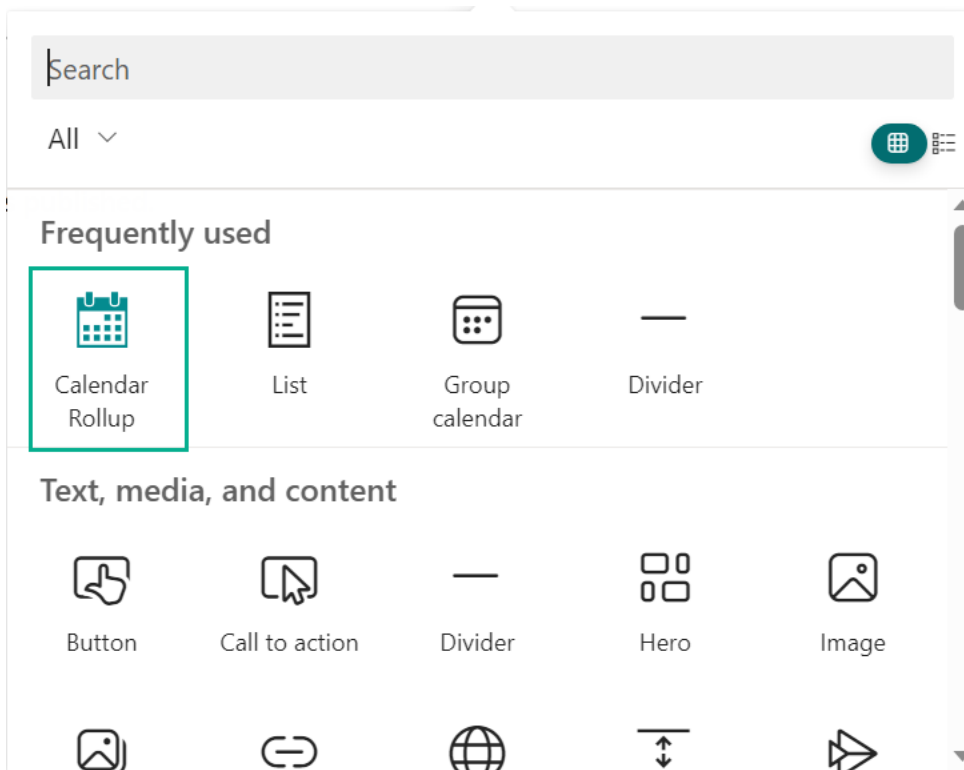 Search
All
Frequently used
Calendar Rollup
List
Group calendar
Divider
Text, media, and content
Button
Call to action
Divider
Hero
Image